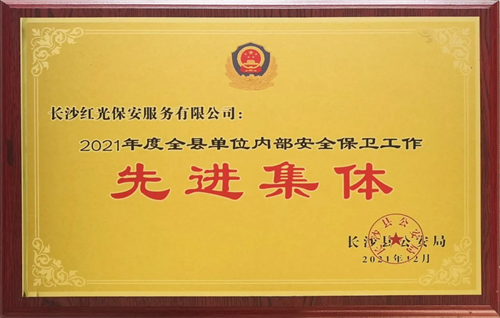 长沙红光保安服务有限公司：
2021年度全县单位内部安全保卫工作
先进集体
长沙县公安局
2021年12月